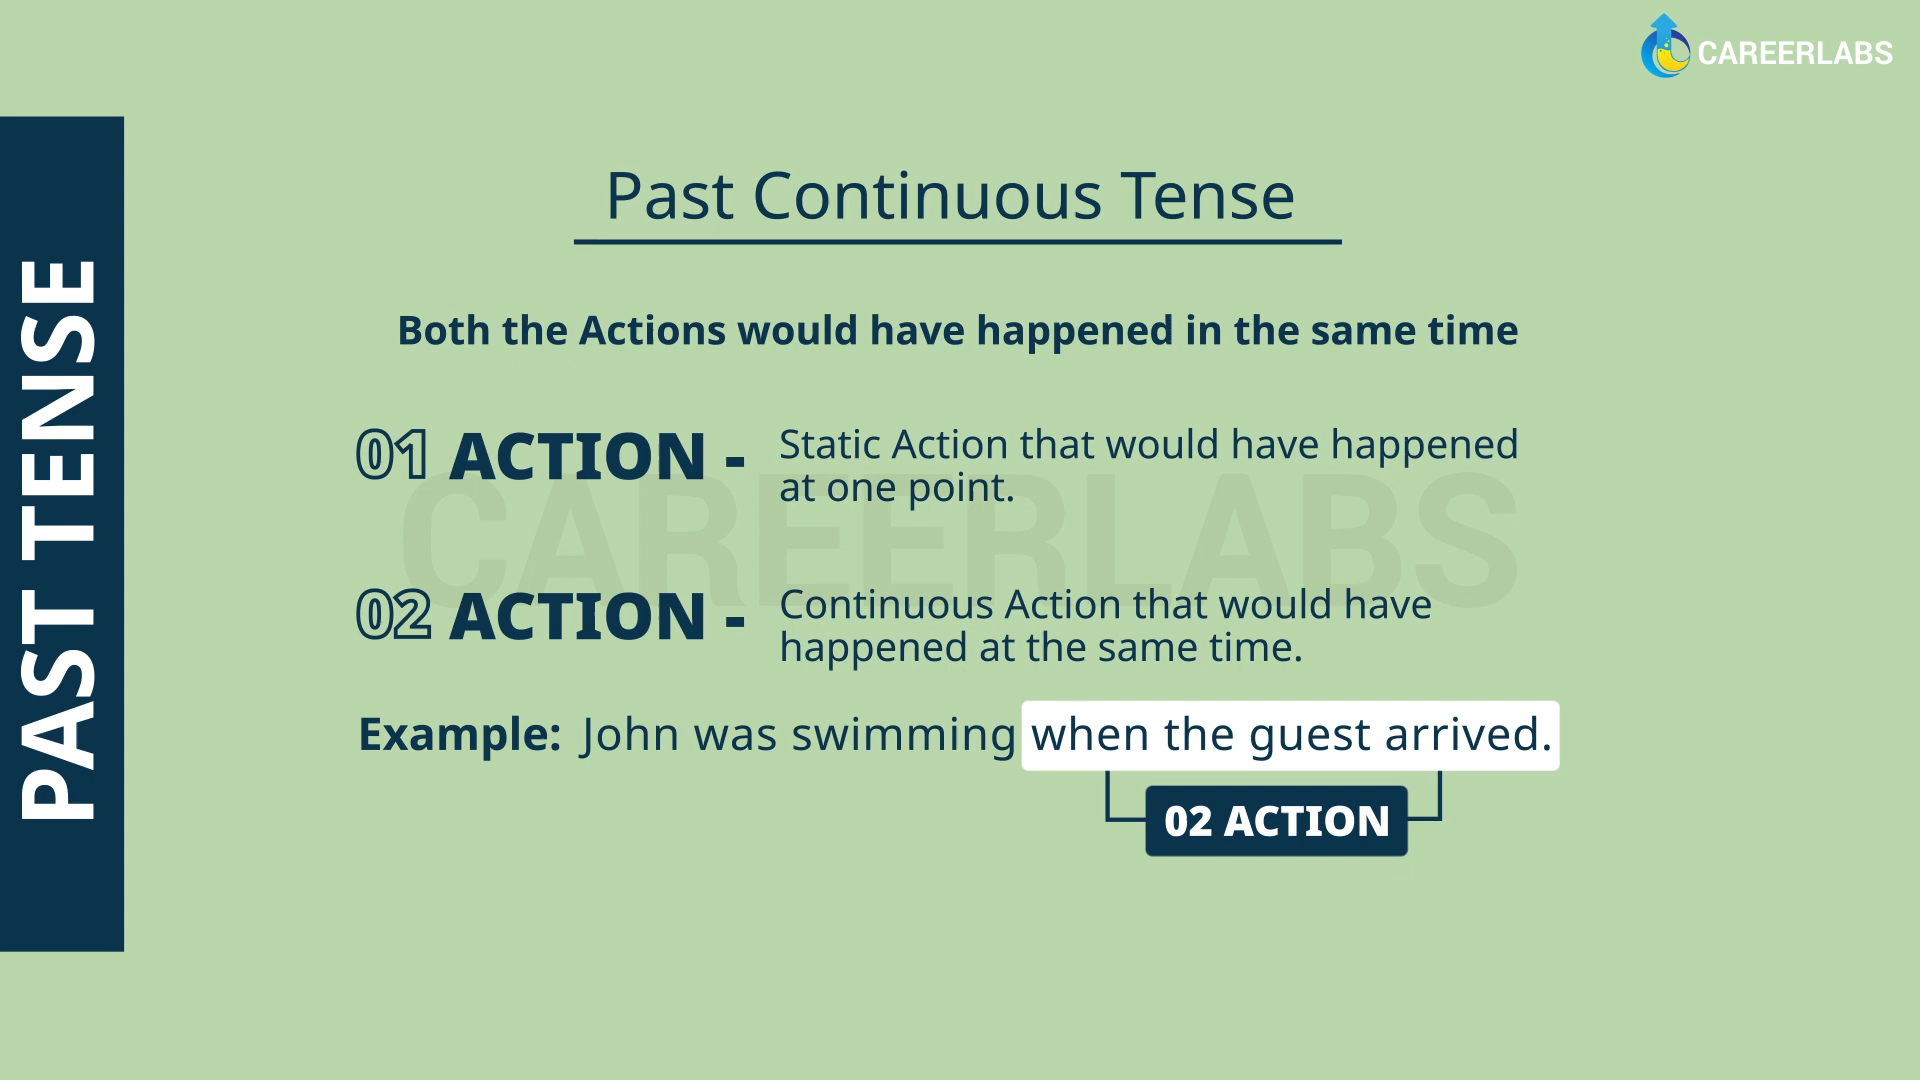 CAREERLABS
PAST TENSE
Past Continuous Tense
Both the Actions would have happened in the same time
01 ACTION - Static Action that would have happened
at one point.
CAREERLABS
02 ACTION - Continuous Action that would have
happened at the same time.
Example: John was swimming when the guest arrived.
02 ACTION